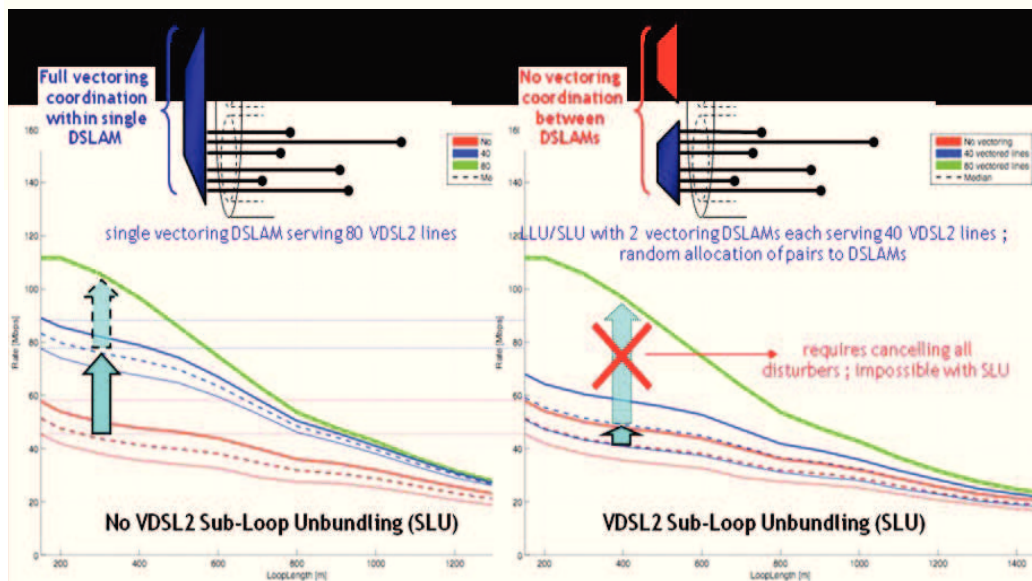 Full vectoring
coordination
within single
DSLAM
160
140
120
100
80
60
40
20
0
Rate [Mbps]
No
40
80
Me
single vectoring DSLAM serving 80 VDSL2 lines
No VDSL2 Sub-Loop Unbundling (SLU)
200
400
600
800
1000
1200
LoopLength [m]
No vectoring
coordination
between
DSLAMs
160
140
120
100
80
60
40
20
0
Rate [Mbps]
No vectoring
40 vectored lines
80 vectored lines
Median
LLU/SLU with 2 vectoring DSLAMs each serving 40 VDSL2 lines ;
random allocation of pairs to DSLAMs
requires cancelling all
disturbers ; impossible with SLU
VDSL2 Sub-Loop Unbundling (SLU)
200
400
600
800
1000
1200
1400
LoopLength [m]